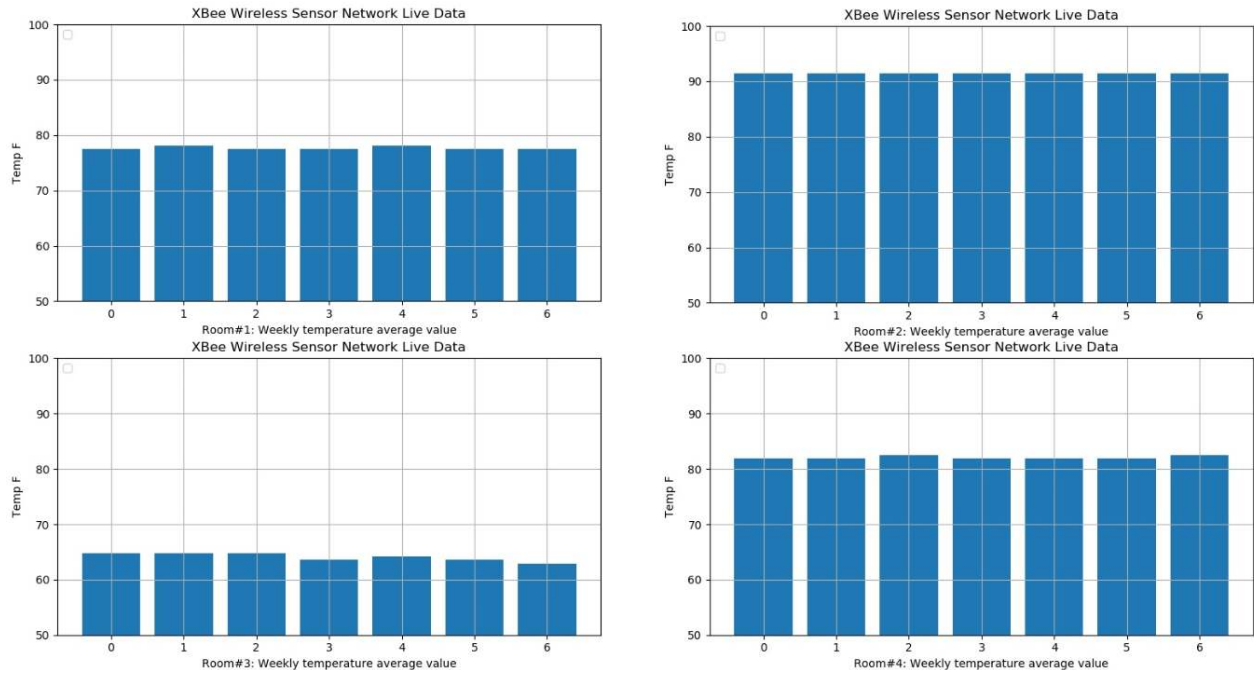 XBee Wireless Sensor Network Live Data
100
90
80
70
60
50
Temp F
0 1 2 3 4 5 6
Room#1: Weekly temperature average value
XBee Wireless Sensor Network Live Data
100
90
80
70
60
50
Temp F
0 1 2 3 4 5 6
Room#2: Weekly temperature average value
XBee Wireless Sensor Network Live Data
100
90
80
70
60
50
Temp F
0 1 2 3 4 5 6
Room#3: Weekly temperature average value
XBee Wireless Sensor Network Live Data
100
90
80
70
60
50
Temp F
0 1 2 3 4 5 6
Room#4: Weekly temperature average value